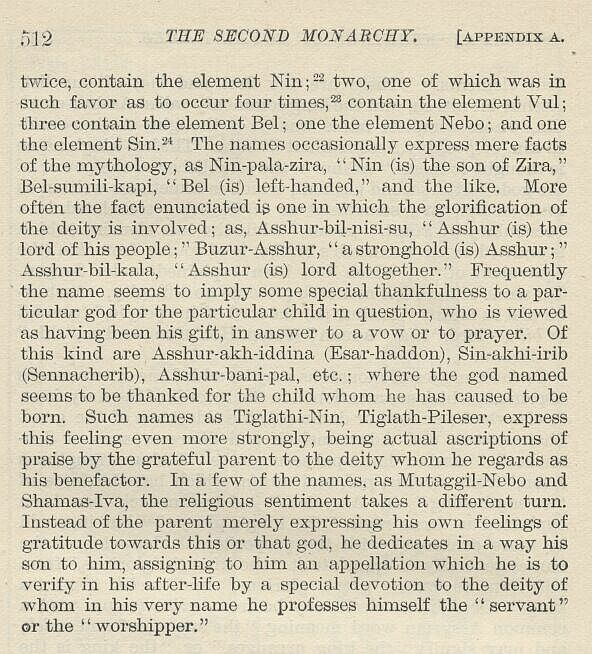 512 THE SECOND MONARCHY. [APPENDIX A.
twice, contain the element Nin;²² two, one of which was in
such favor as to occur four times,²³ contain the element Vul;
three contain the element Bel; one the element Nebo; and one
the element Sin.²⁴ The names occasionally express mere facts
of the mythology, as Nin-pala-zira, "Nin (is) the son of Zira,"
Bel-sumili-kapi, "Bel (is) left-handed," and the like. More
often the fact enunciated is one in which the glorification of
the deity is involved; as, Asshur-bil-nisi-su, "Asshur (is) the
lord of his people;" Buzur-Asshur, "a stronghold (is) Asshur;"
Asshur-bil-kala, "Asshur (is) lord altogether." Frequently
the name seems to imply some special thankfulness to a par-
ticular god for the particular child in question, who is viewed
as having been his gift, in answer to a vow or to prayer. Of
this kind are Asshur-akh-iddina (Esar-haddon), Sin-akhi-irib
(Sennacherib), Asshur-bani-pal, etc.; where the god named
seems to be thanked for the child whom he has caused to be
born. Such names as Tiglathi-Nin, Tiglath-Pileser, express
this feeling even more strongly, being actual ascriptions of
praise by the grateful parent to the deity whom he regards as
his benefactor. In a few of the names, as Mutaggil-Nebo and
Shamas-Iva, the religious sentiment takes a different turn.
Instead of the parent merely expressing his own feelings of
gratitude towards this or that god, he dedicates in a way his
son to him, assigning to him an appellation which he is to
verify in his after-life by a special devotion to the deity of
whom in his very name he professes himself the "servant"
or the "worshipper."